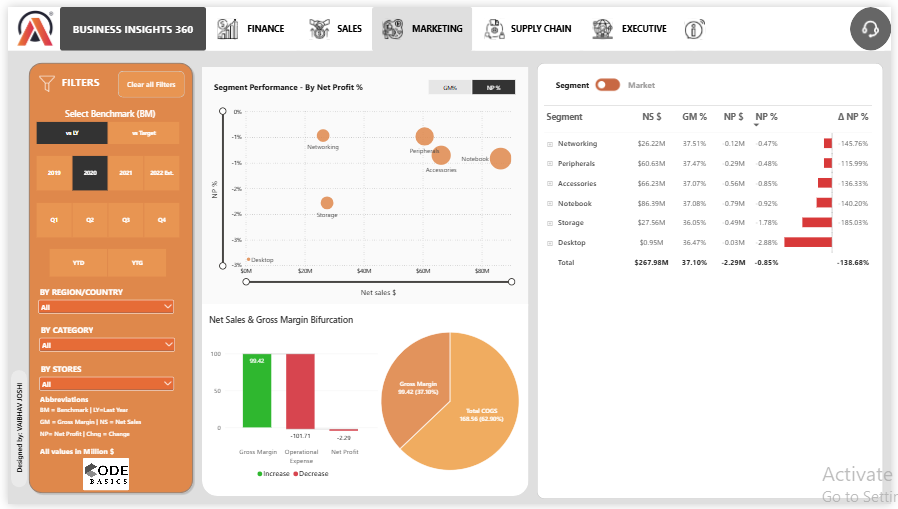 BUSINESS INSIGHTS 360
FINANCE
SALES
MARKETING
SUPPLY CHAIN
EXECUTIVE
FILTERS
Clear all Filters
Select Benchmark (BM)
vs LY
vs Target
2019
2020
2021
2022 Est.
Q1
Q2
Q3
Q4
YTD
YTG
BY REGION/COUNTRY
All
BY CATEGORY
All
BY STORES
All
Abbreviations
BM = Benchmark | LY=Last Year
GM = Gross Margin | NS = Net Sales
NP= Net Profit | Chng = Change
All values in Million $
CODE
BASICS
Designed by: VAIBHAV JOSHI
Segment Performance - By Net Profit %
GM%
NP %
NP %
0%
-1%
-1%
-2%
-2%
-3%
-3%
Networking
Peripherals
Accessories
Notebook
Storage
Desktop
$0M
$20M
$40M
$60M
$80M
Net sales $
Net Sales & Gross Margin Bifurcation
100
50
0
99.42
-101.71
-2.29
Gross Margin
Operational
Expense
Net Profit
Increase
Decrease
Gross Margin
99.42 (37.10%)
Total COGS
168.56 (62.90%)
Segment
Market
Segment NS $ GM % NP $ NP % Δ NP %
Networking $26.22M 37.51% -0.12M -0.47% -145.76%
Peripherals $60.63M 37.47% -0.29M -0.48% -115.99%
Accessories $66.23M 37.07% -0.56M -0.85% -136.33%
Notebook $86.39M 37.08% -0.79M -0.92% -140.20%
Storage $27.56M 36.05% -0.49M -1.78% -185.03%
Desktop $0.95M 36.47% -0.03M -2.88%
Total $267.98M 37.10% -2.29M -0.85% -138.68%
Activate
Go to Settin